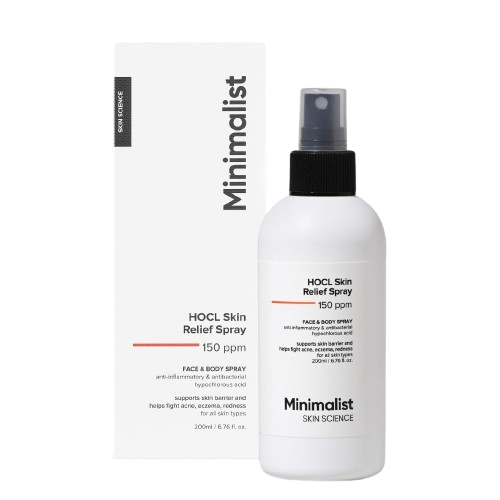 SKIN SCIENCE
Minimalist
HOCL Skin
Relief Spray
150 ppm
FACE & BODY SPRAY
anti-inflammatory & antibacterial
hypochlorous acid
supports skin barrier and
helps fight acne, eczema, redness
for all skin types
200ml / 6.76 fl. oz.
HOCL Skin
Relief Spray
150 ppm
FACE & BODY SPRAY
anti inflammatory & antibacterial
hypochlorous acid
supports skin barrier and
helps fight acne, eczema, redness
for all skin types
200ml / 6.76 fl. oz.
Minimalist
SKIN SCIENCE